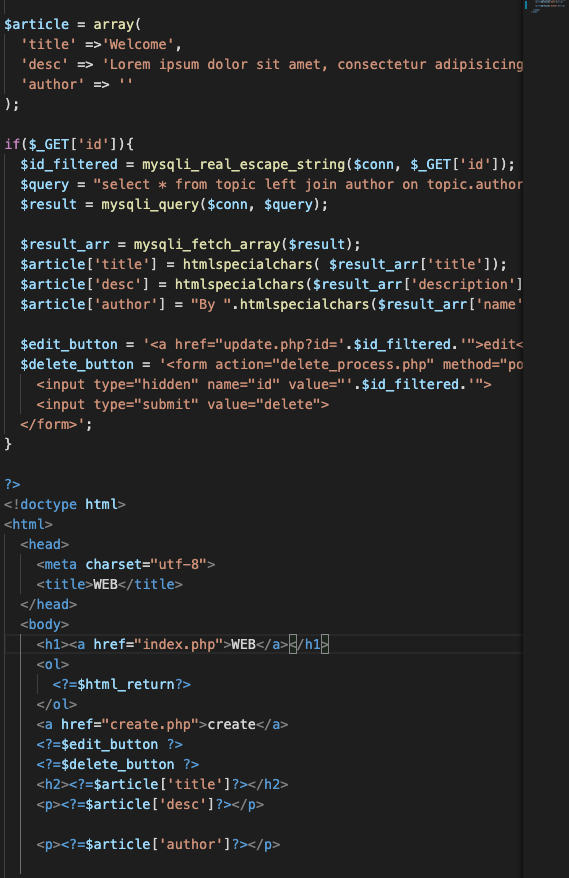 $article = array(
  'title' =>'Welcome',
  'desc' => 'Lorem ipsum dolor sit amet, consectetur adipisicing
  'author' => ''
);
if($_GET['id']){
  $id_filtered = mysqli_real_escape_string($conn, $_GET['id']);
  $query = "select * from topic left join author on topic.author
  $result = mysqli_query($conn, $query);
  $result_arr = mysqli_fetch_array($result);
  $article['title'] = htmlspecialchars( $result_arr['title']);
  $article['desc'] = htmlspecialchars($result_arr['description']
  $article['author'] = "By ".htmlspecialchars($result_arr['name'
  $edit_button = '<a href="update.php?id='.$id_filtered.'">edit<
  $delete_button = '<form action="delete_process.php" method="po
    <input type="hidden" name="id" value="'.$id_filtered.'">
    <input type="submit" value="delete">
  </form>';
}
?>
<!doctype html>
<html>
  <head>
    <meta charset="utf-8">
    <title>WEB</title>
  </head>
  <body>
    <h1><a href="index.php">WEB</a></h1>
    <ol>
      <?=$html_return?>
    </ol>
    <a href="create.php">create</a>
    <?=$edit_button ?>
    <?=$delete_button ?>
    <h2><?=$article['title']?></h2>
    <p><?=$article['desc']?></p>
    <p><?=$article['author']?></p>